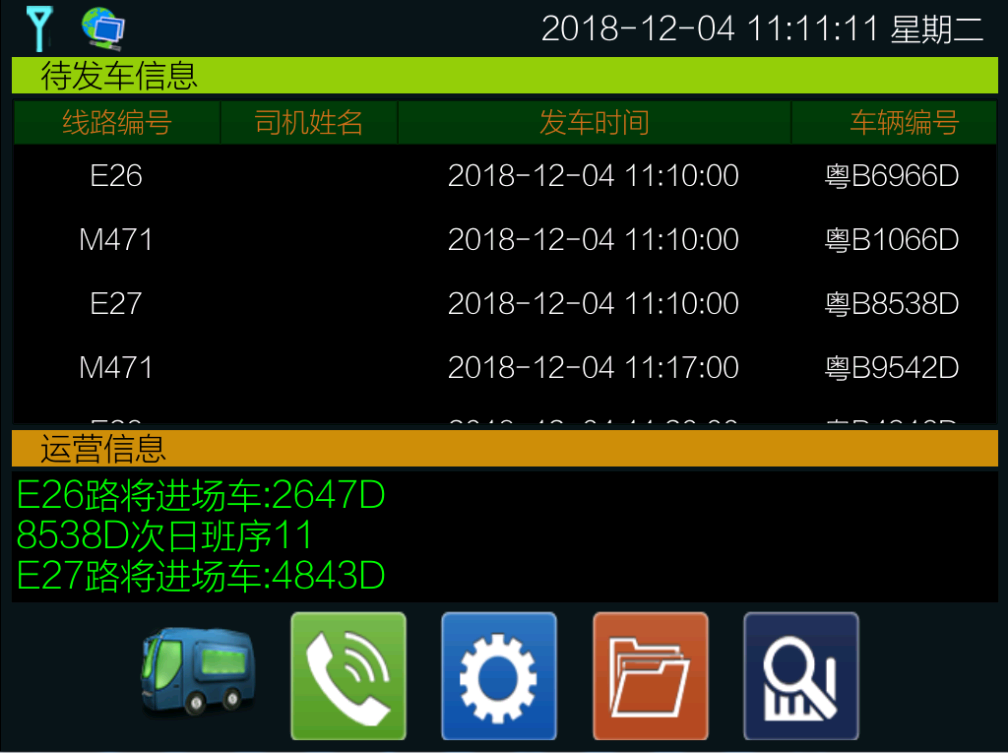 2018-12-04 11:11:11 星期二
待发车信息
线路编号 司机姓名 发车时间 车辆编号
E26 2018-12-04 11:10:00 粤B6966D
M471 2018-12-04 11:10:00 粤B1066D
E27 2018-12-04 11:10:00 粤B8538D
M471 2018-12-04 11:17:00 粤B9542D
运营信息
E26路将进场车:2647D
8538D次日班序11
E27路将进场车:4843D